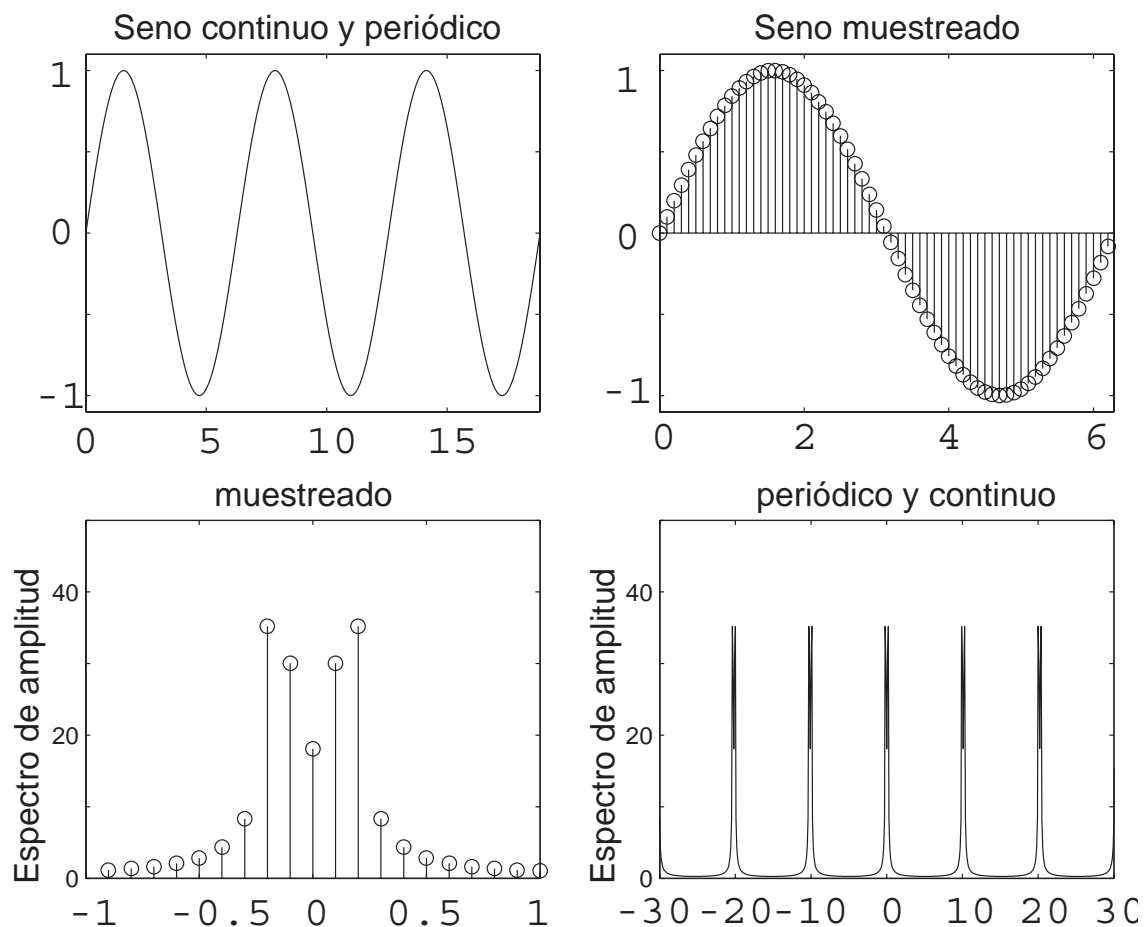 Seno continuo y periódico
Seno muestreado
1
0
-1
0 5 10 15
1
0
-1
0 2 4 6
muestreado
periódico y continuo
Espectro de amplitud
40
20
0
-1 -0.5 0 0.5 1
Espectro de amplitud
40
20
0
-30 -20 -10 0 10 20 30